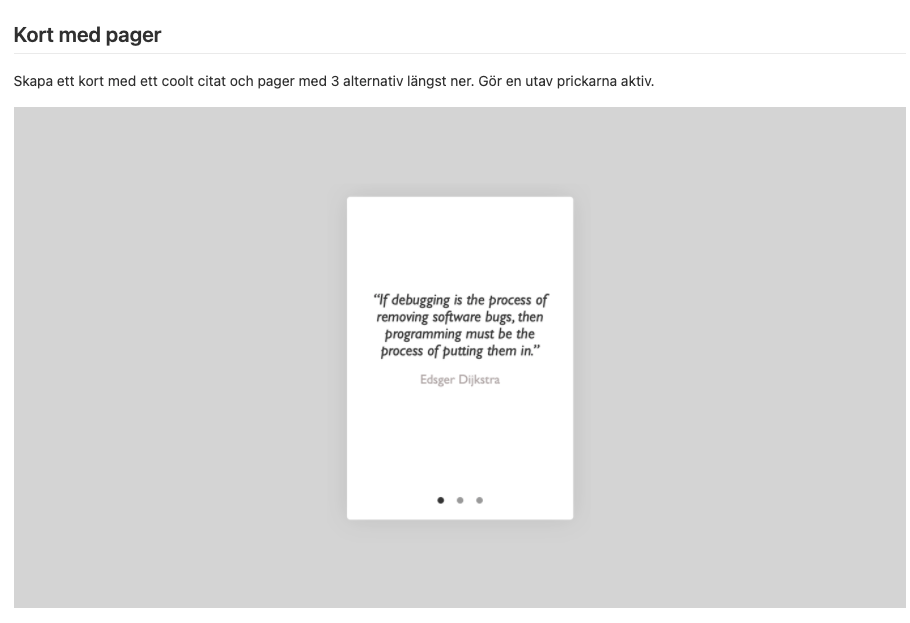 Kort med pager
Skapa ett kort med ett coolt citat och pager med 3 alternativ längst ner. Gör en utav prickarna aktiv.
“If debugging is the process of
removing software bugs, then
programming must be the
process of putting them in.”
Edsger Dijkstra